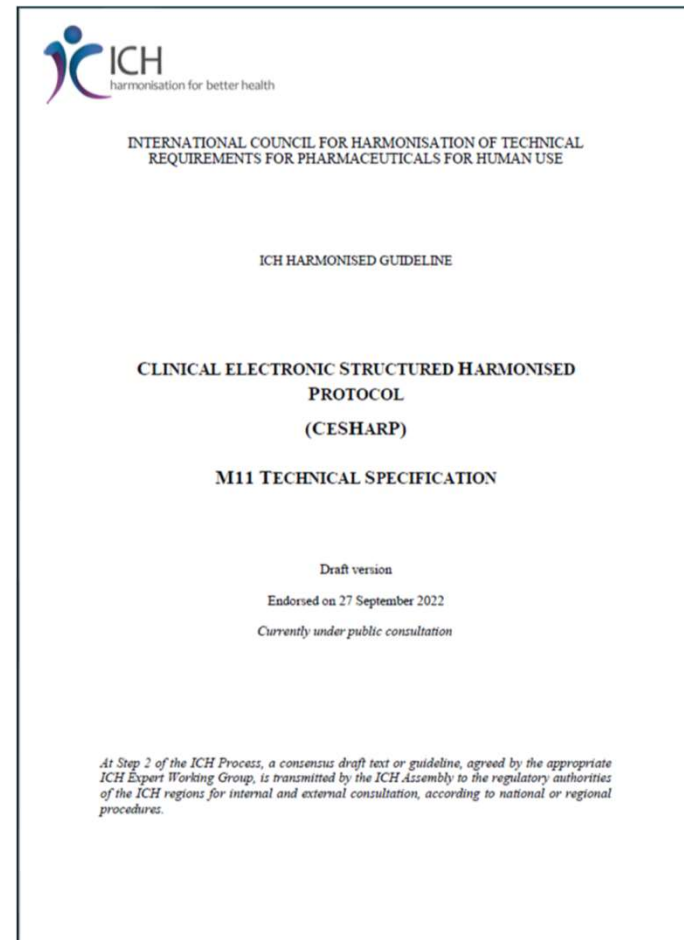 ICH
harmonisation for better health
INTERNATIONAL COUNCIL FOR HARMONISATION OF TECHNICAL
REQUIREMENTS FOR PHARMACEUTICALS FOR HUMAN USE
ICH HARMONISED GUIDELINE
CLINICAL ELECTRONIC STRUCTURED HARMONISED
PROTOCOL
(CESHARP)
M11 TECHNICAL SPECIFICATION
Draft version
Endorsed on 27 September 2022
Currently under public consultation
At Step 2 of the ICH Process, a consensus draft text or guideline, agreed by the appropriate
ICH Expert Working Group, is transmitted by the ICH Assembly to the regulatory authorities
of the ICH regions for internal and external consultation, according to national or regional
procedures.